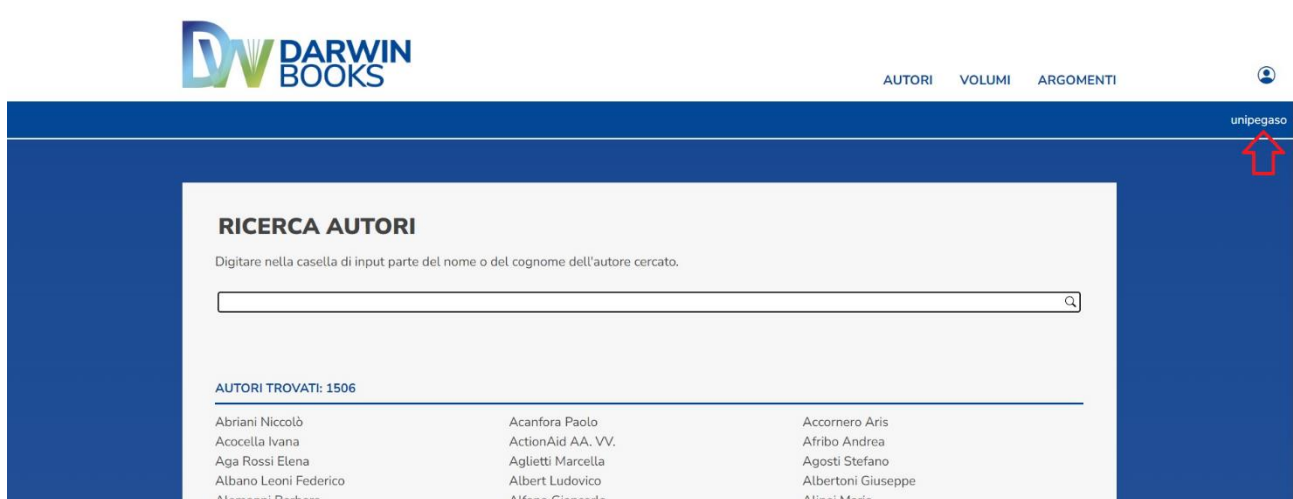 DW DARWIN
BOOKS
AUTORI VOLUMI ARGOMENTI
unipegaso
RICERCA AUTORI
Digitare nella casella di input parte del nome o del cognome dell'autore cercato.
AUTORI TROVATI: 1506
Abriani Niccolò Acanfora Paolo Accornero Aris
Acocella Ivana ActionAid AA. VV. Afribo Andrea
Aga Rossi Elena Aglietti Marcella Agosti Stefano
Albano Leoni Federico Albert Ludovico Albertoni Giuseppe